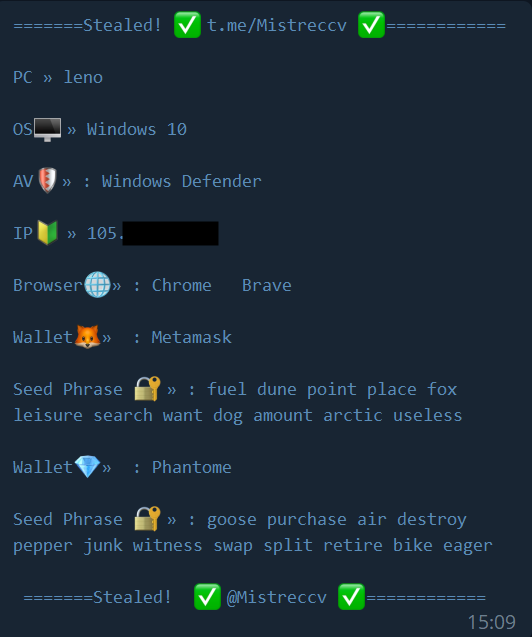 =======Stealed! ✅ t.me/Mistreccv ✅============
PC » leno
OS🖥 » Windows 10
AV🛡» : Windows Defender
IP🔰 » 105.
Browser🌐» : Chrome Brave
Wallet🦊» : Metamask
Seed Phrase 🔐 » : fuel dune point place fox
leisure search want dog amount arctic useless
Wallet💎» : Phantome
Seed Phrase 🔐 » : goose purchase air destroy
pepper junk witness swap split retire bike eager
=======Stealed! ✅ @Mistreccv ✅============
15:09